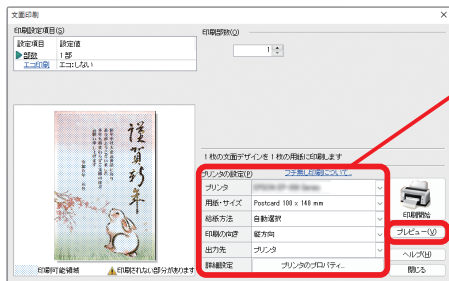 文面印刷
印刷設定項目(S)
設定項目 設定値
部数 1部
エコ印刷 エコ:しない
印刷部数(O)
1
謹賀新年
1枚の文面デザインを1枚の用紙に印刷します
プリンタの設定(P) フチ無し印刷について...
プリンタ
用紙・サイズ Postcard 100 x 148 mm
給紙方法 自動選択
印刷の向き 縦方向
出力先 プリンタ
詳細設定 プリンタのプロパティ...
印刷開始
プレビュー(V)
ヘルプ(H)
閉じる
印刷可能領域 印刷されない部分があります